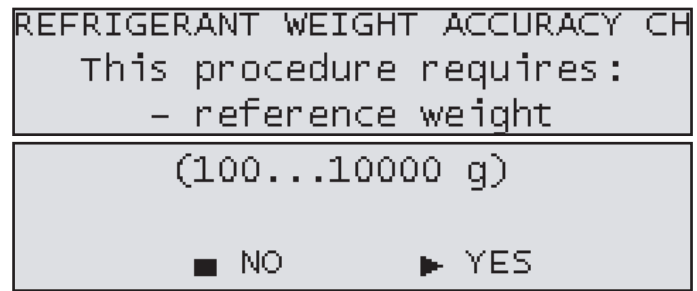 REFRIGERANT WEIGHT ACCURACY CH
This procedure requires:
- reference weight
(100...10000 g)
■ NO ► YES